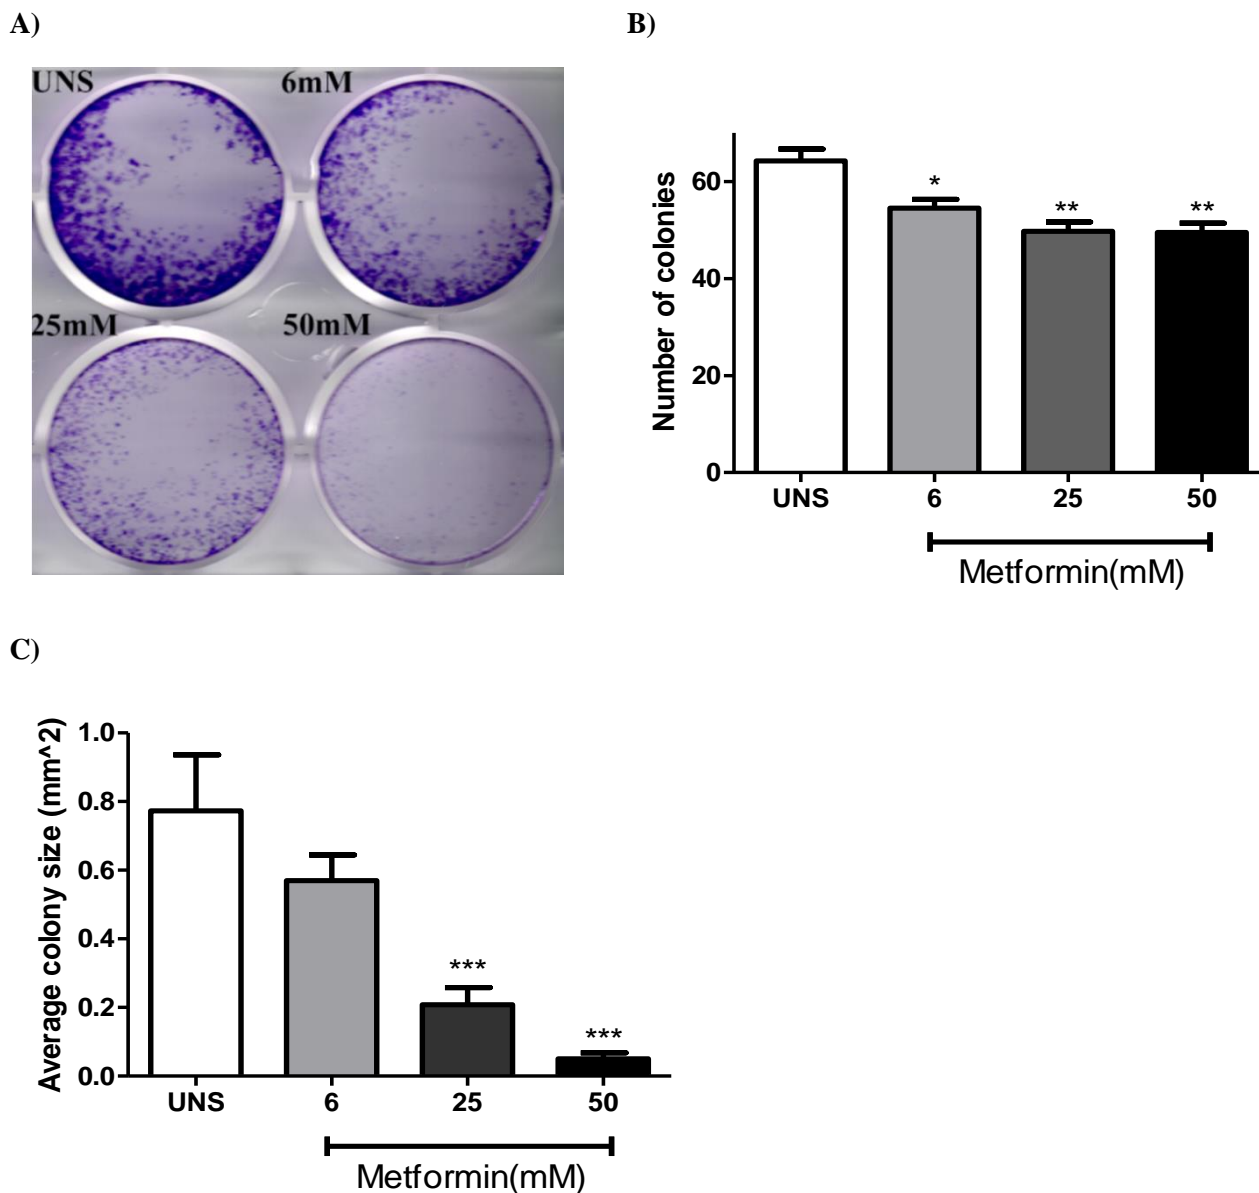 A)
B)
UNS 6mM
25mM 50mM
Number of colonies
60
40
20
0
*
**
**
UNS 6 25 50
Metformin(mM)
C)
Average colony size (mm^2)
1.0
0.8
0.6
0.4
0.2
0.0
***
***
UNS 6 25 50
Metformin(mM)